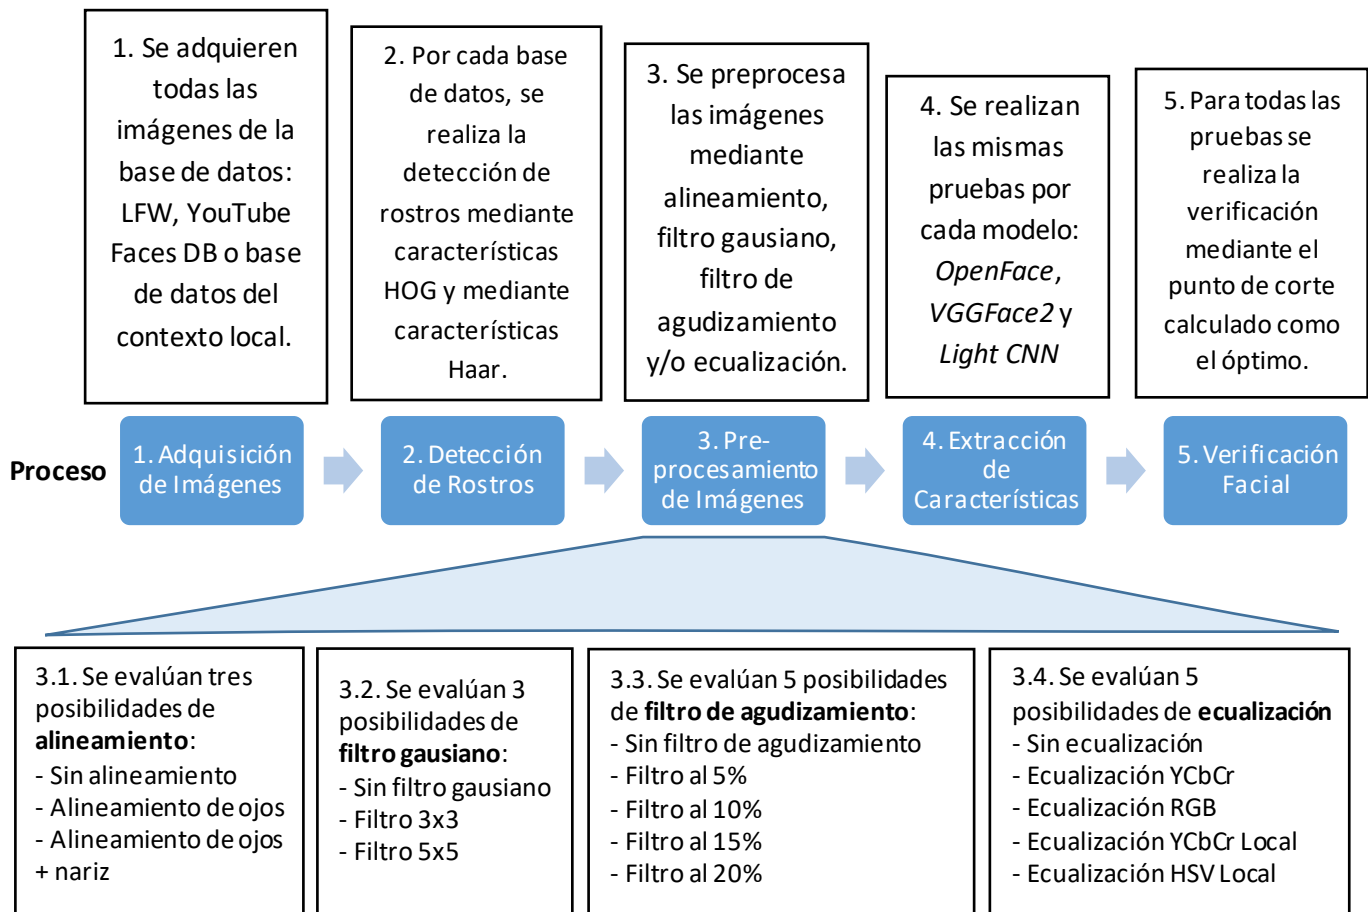 1. Se adquieren
todas las
imágenes de la
base de datos:
LFW, YouTube
Faces DB o base
de datos del
contexto local.
2. Por cada base
de datos, se
realiza la
detección de
rostros mediante
características
HOG y mediante
características
Haar.
3. Se preprocesa
las imágenes
mediante
alineamiento,
filtro gausiano,
filtro de
agudizamiento
y/o ecualización.
4. Se realizan
las mismas
pruebas por
cada modelo:
OpenFace,
VGGFace2 y
Light CNN
5. Para todas las
pruebas se
realiza la
verificación
mediante el
punto de corte
calculado como
el óptimo.
Proceso
1. Adquisición
de Imágenes
2. Detección
de Rostros
3. Pre-
procesamiento
de Imágenes
4. Extracción
de
Características
5. Verificación
Facial
3.1. Se evalúan tres
posibilidades de
alineamiento:
- Sin alineamiento
- Alineamiento de ojos
- Alineamiento de ojos
+ nariz
3.2. Se evalúan 3
posibilidades de
filtro gausiano:
- Sin filtro gausiano
- Filtro 3x3
- Filtro 5x5
3.3. Se evalúan 5 posibilidades
de filtro de agudizamiento:
- Sin filtro de agudizamiento
- Filtro al 5%
- Filtro al 10%
- Filtro al 15%
- Filtro al 20%
3.4. Se evalúan 5
posibilidades de ecualización
- Sin ecualización
- Ecualización YCbCr
- Ecualización RGB
- Ecualización YCbCr Local
- Ecualización HSV Local